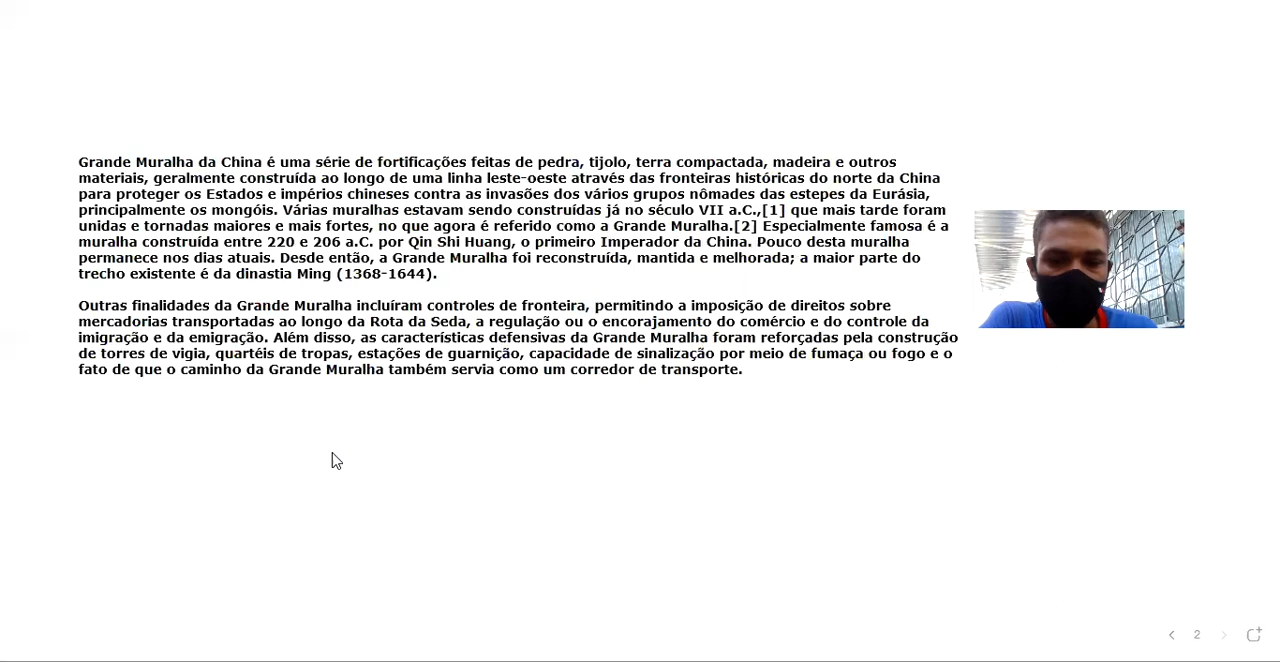 Grande Muralha da China é uma série de fortificações feitas de pedra, tijolo, terra compactada, madeira e outros
materiais, geralmente construída ao longo de uma linha leste-oeste através das fronteiras históricas do norte da China
para proteger os Estados e impérios chineses contra as invasões dos vários grupos nômades das estepes da Eurásia,
principalmente os mongóis. Várias muralhas estavam sendo construídas já no século VII a.C.,[1] que mais tarde foram
unidas e tornadas maiores e mais fortes, no que agora é referido como a Grande Muralha.[2] Especialmente famosa é a
muralha construída entre 220 e 206 a.C. por Qin Shi Huang, o primeiro Imperador da China. Pouco desta muralha
permanece nos dias atuais. Desde então, a Grande Muralha foi reconstruída, mantida e melhorada; a maior parte do
trecho existente é da dinastia Ming (1368-1644).
Outras finalidades da Grande Muralha incluíram controles de fronteira, permitindo a imposição de direitos sobre
mercadorias transportadas ao longo da Rota da Seda, a regulação ou o encorajamento do comércio e do controle da
imigração e da emigração. Além disso, as características defensivas da Grande Muralha foram reforçadas pela construção
de torres de vigia, quartéis de tropas, estações de guarnição, capacidade de sinalização por meio de fumaça ou fogo e o
fato de que o caminho da Grande Muralha também servia como um corredor de transporte.
2